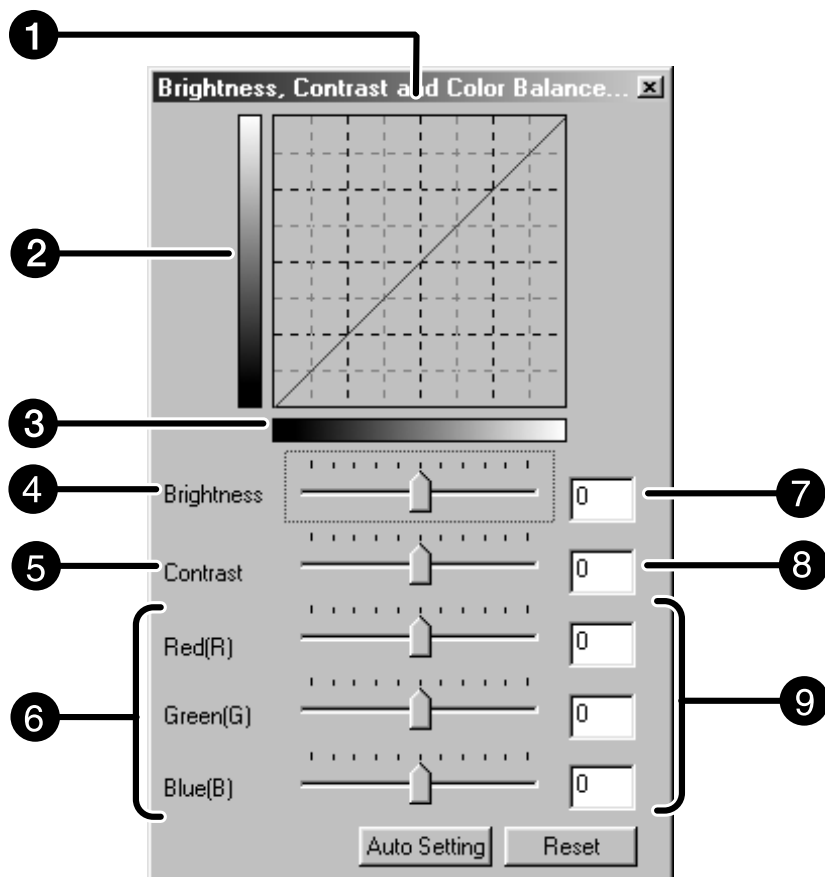 1
Brightness, Contrast and Color Balance...
2
3
4 Brightness 0 7
5 Contrast 0 8
Red(R) 0
6 Green(G) 0 9
Blue(B) 0
Auto Setting Reset